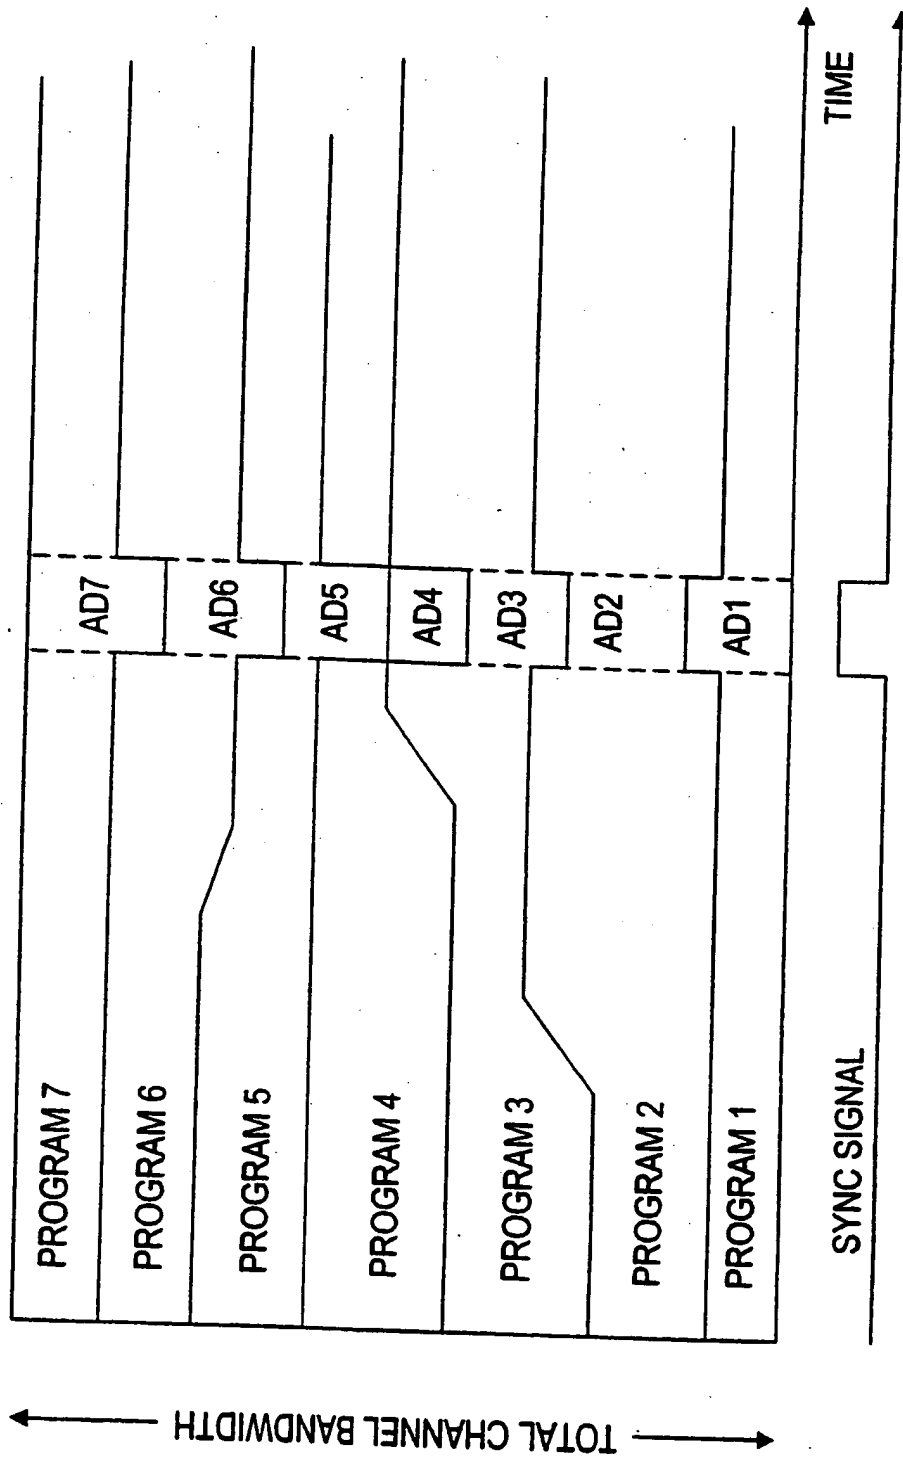 TOTAL CHANNEL BANDWIDTH
PROGRAM 7
PROGRAM 6
PROGRAM 5
PROGRAM 4
PROGRAM 3
PROGRAM 2
PROGRAM 1
AD7
AD6
AD5
AD4
AD3
AD2
AD1
TIME
SYNC SIGNAL